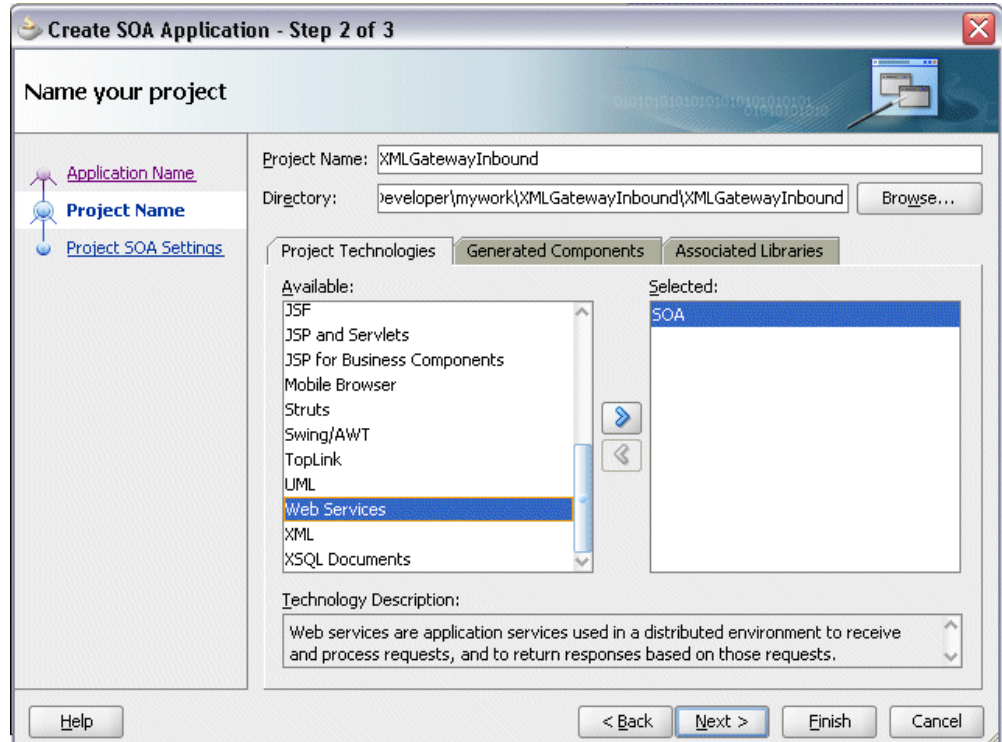 Create SOA Application - Step 2 of 3
Name your project
Application Name
Project Name
Project SOA Settings
Project Name: XMLGatewayInbound
Directory: Developer\mywork\XMLGatewayInbound\XMLGatewayInbound Browse...
Project Technologies Generated Components Associated Libraries
Available:
JSF
JSP and Servlets
JSP for Business Components
Mobile Browser
Struts
Swing/AWT
TopLink
UML
Web Services
XML
XSQL Documents
Selected:
SOA
Technology Description:
Web services are application services used in a distributed environment to receive
and process requests, and to return responses based on those requests.
Help < Back Next > Finish Cancel